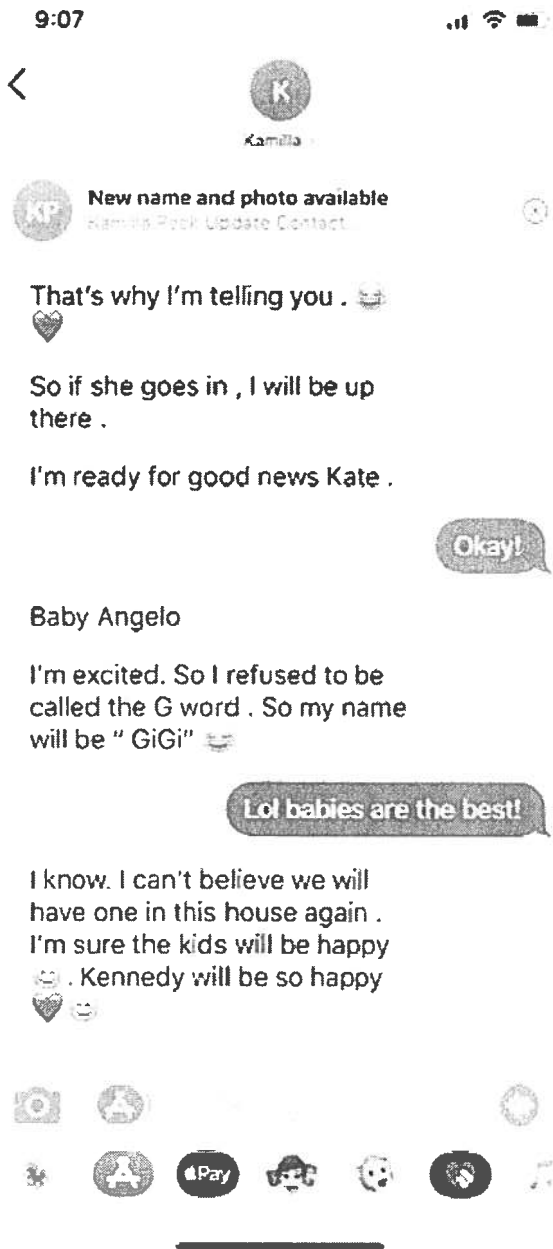 9:07
K
Kamilla
KP
New name and photo available
Update Contact...
That's why I'm telling you .
So if she goes in , I will be up
there .
I'm ready for good news Kate .
Okay!
Baby Angelo
I'm excited. So I refused to be
called the G word . So my name
will be “ GiGi”
Lol babies are the best!
I know. I can't believe we will
have one in this house again .
I'm sure the kids will be happy
. Kennedy will be so happy
Pay